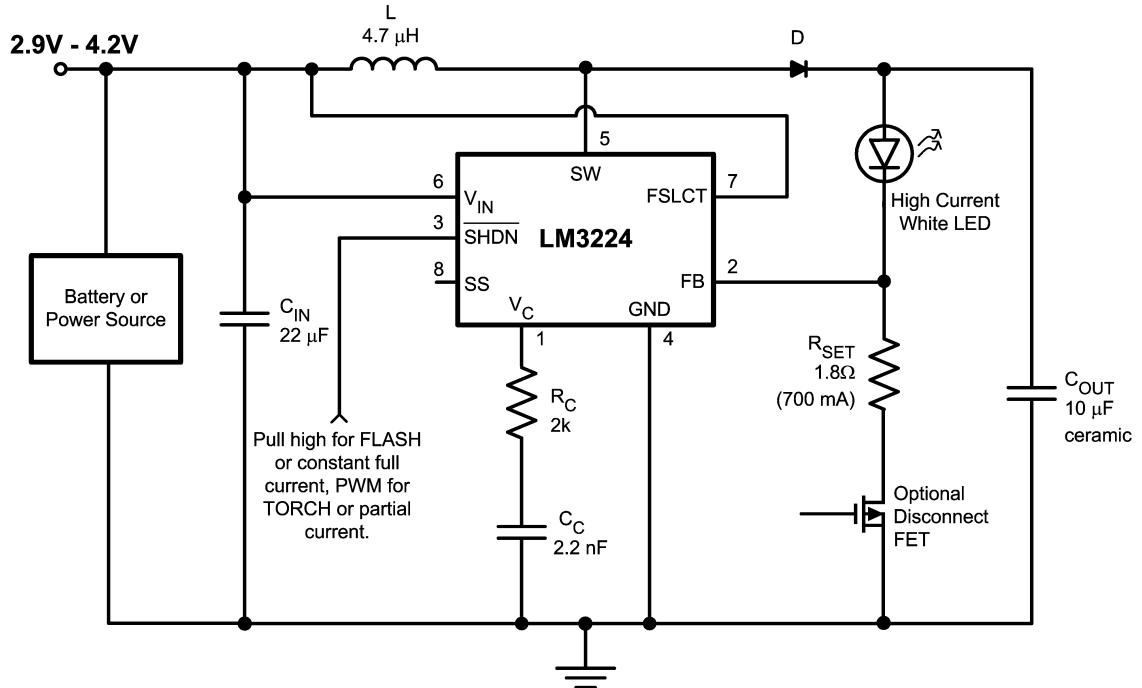 L
4.7 μH
2.9V - 4.2V
D
5
SW
6
VIN
FSLCT
7
3
SHDN
LM3224
High Current
White LED
8
SS
FB
2
VC
GND
1
4
Battery or
Power Source
CIN
22 μF
RSET
1.8Ω
(700 mA)
RC
2k
COUT
10 μF
ceramic
Pull high for FLASH
or constant full
current, PWM for
TORCH or partial
current.
CC
2.2 nF
Optional
Disconnect
FET